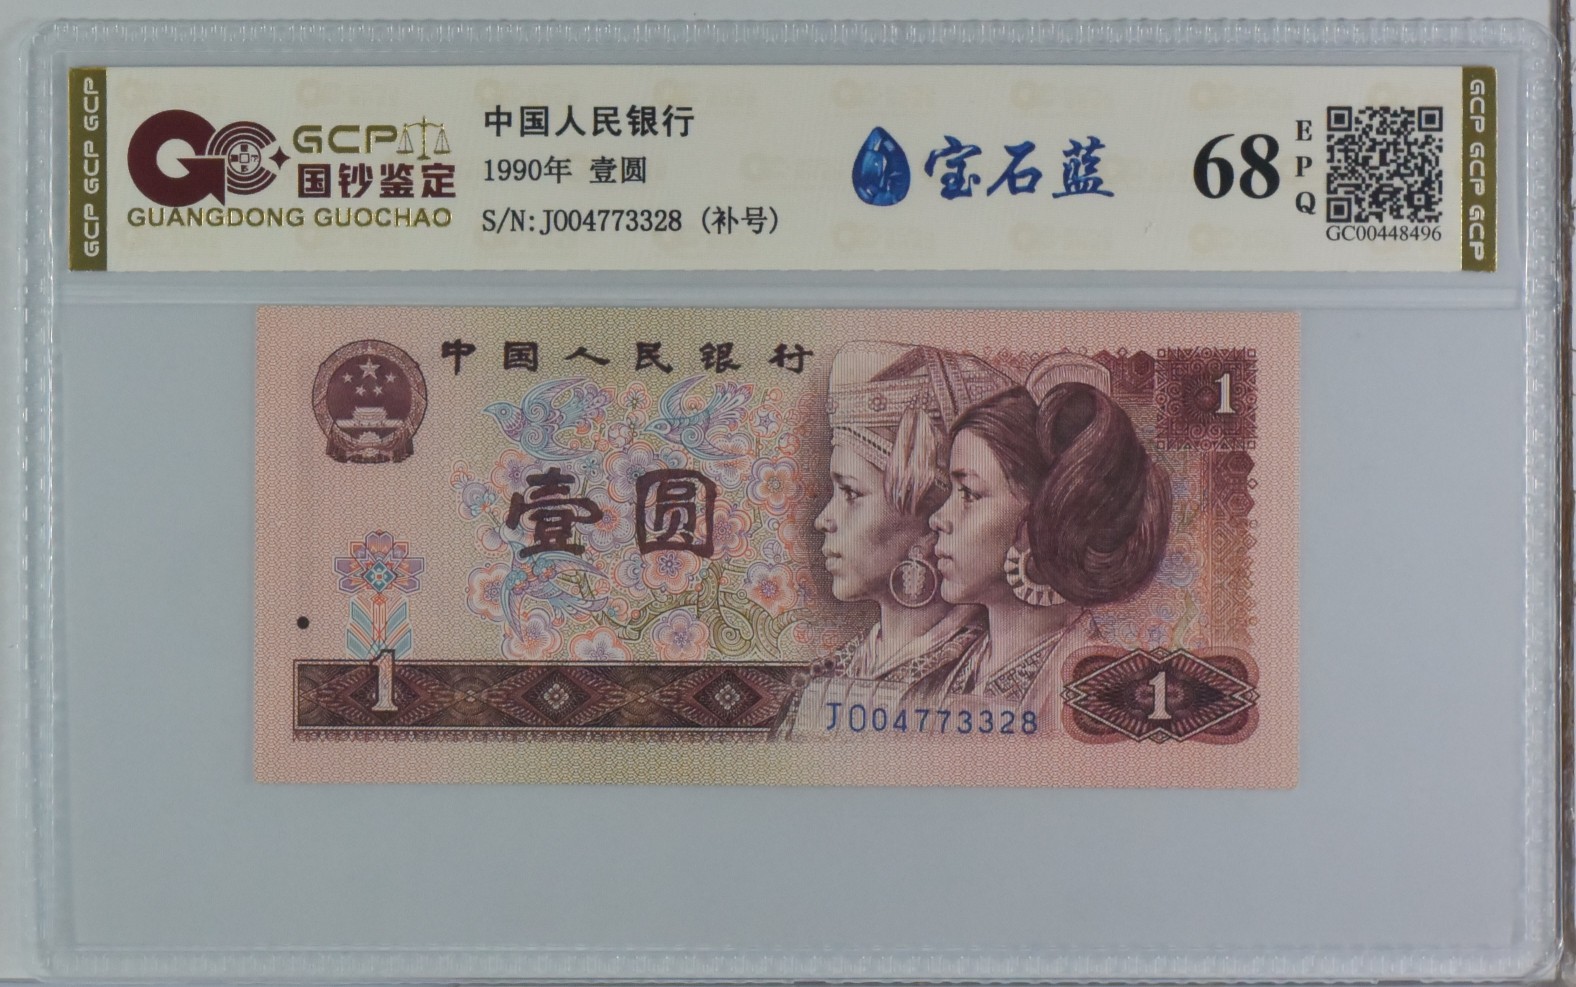 GCP GCP GCP
GCP
国钞鉴定
GUANGDONG GUOCHAO
中国人民银行
1990年 壹圆
S/N:J004773328 (补号)
宝石蓝
68
EPQ
GC00448496
GCP GCP GCP
中国人民银行
1
壹圆
1
J004773328
1